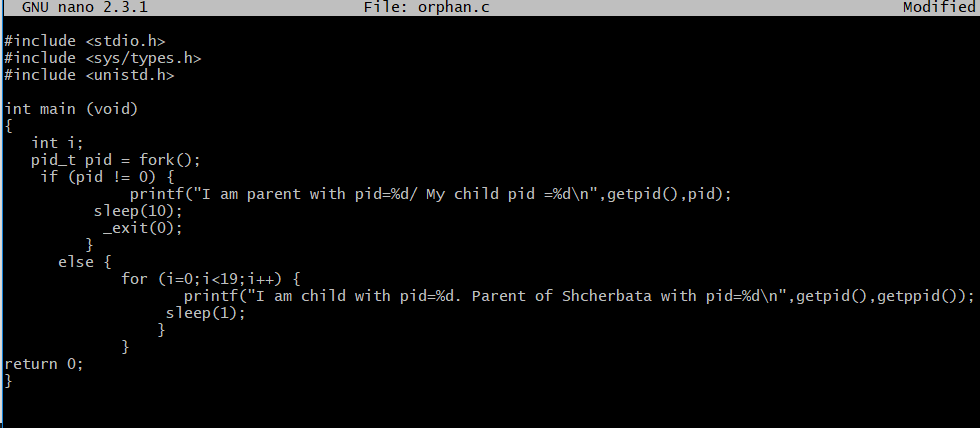 GNU nano 2.3.1 File: orphan.c Modified
#include <stdio.h>
#include <sys/types.h>
#include <unistd.h>
int main (void)
{
int i;
pid_t pid = fork();
if (pid != 0) {
printf("I am parent with pid=%d/ My child pid =%d\n",getpid(),pid);
sleep(10);
_exit(0);
}
else {
for (i=0;i<19;i++) {
printf("I am child with pid=%d. Parent of Shcherbata with pid=%d\n",getpid(),getppid());
sleep(1);
}
}
return 0;
}